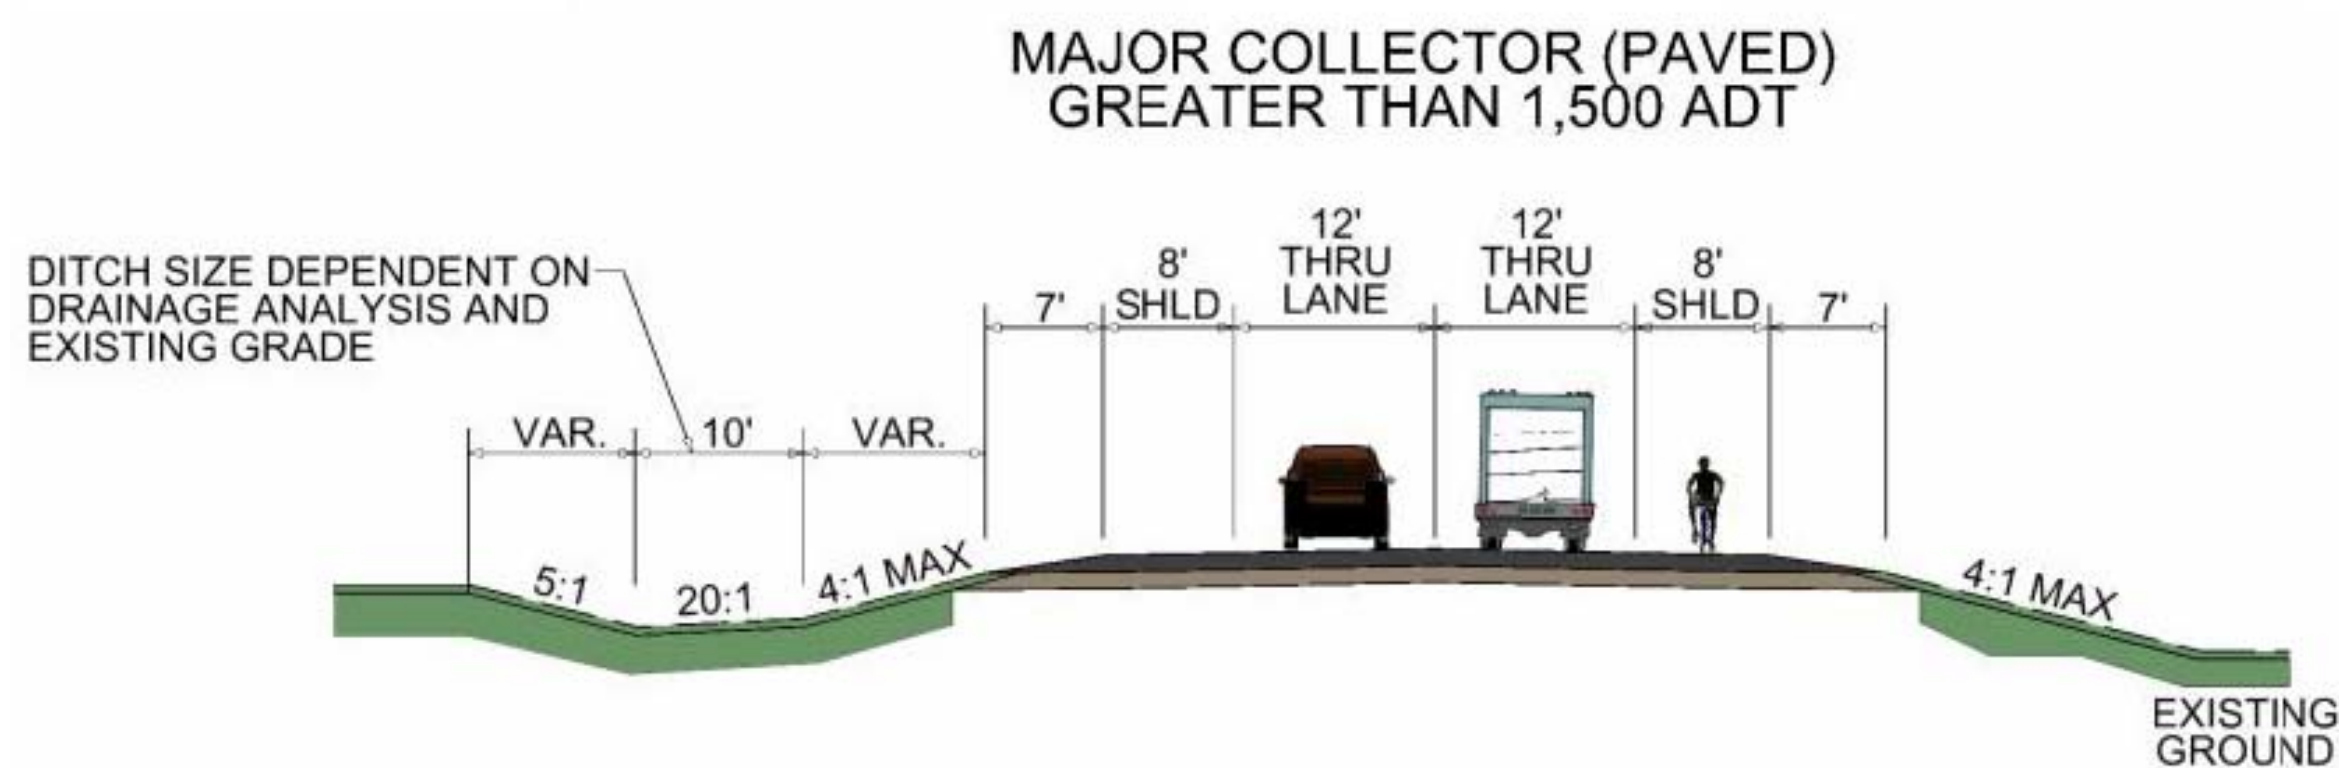 MAJOR COLLECTOR (PAVED)
GREATER THAN 1,500 ADT
DITCH SIZE DEPENDENT ON
DRAINAGE ANALYSIS AND
EXISTING GRADE
7'
8'
SHLD
12'
THRU
LANE
12'
THRU
LANE
8'
SHLD
7'
VAR.
10'
VAR.
5:1
20:1
4:1 MAX
4:1 MAX
EXISTING
GROUND